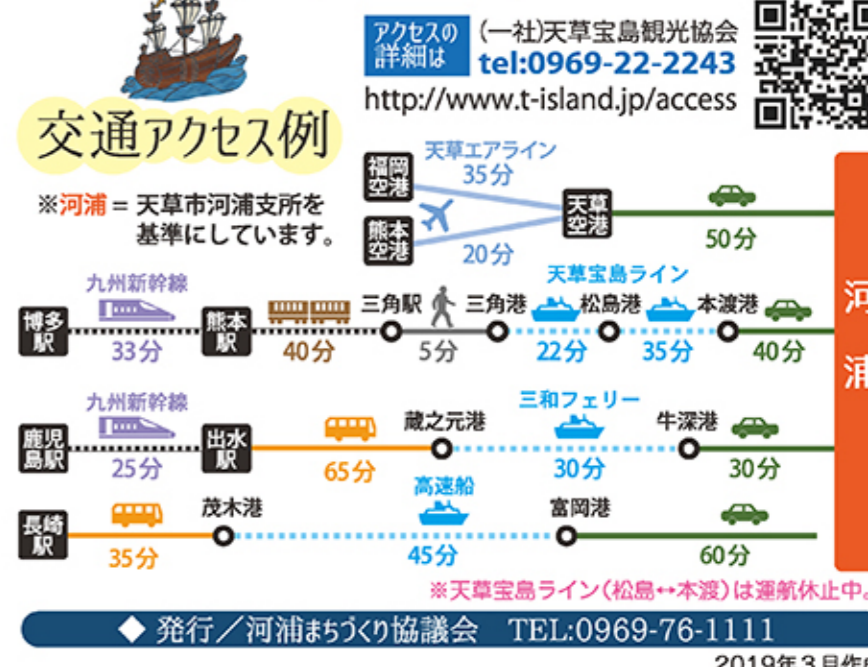 アクセスの
詳細は
(一社)天草宝島観光協会
tel:0969-22-2243
http://www.t-island.jp/access
交通アクセス例
※河浦=天草市河浦支所を
基準にしています。
福岡
空港
天草エアライン
35分
熊本
空港
20分
天草
空港
50分
河浦
博多
駅
九州新幹線
33分
熊本
駅
40分
三角駅
5分
三角港
天草宝島ライン
22分
松島港
35分
本渡港
40分
鹿児
島駅
九州新幹線
25分
出水
駅
65分
蔵之元港
三和フェリー
30分
牛深港
30分
長崎
駅
35分
茂木港
高速船
45分
富岡港
60分
※天草宝島ライン(松島↔本渡)は運航休止中。
◆ 発行/河浦まちづくり協議会 TEL:0969-76-1111
2019年3月作